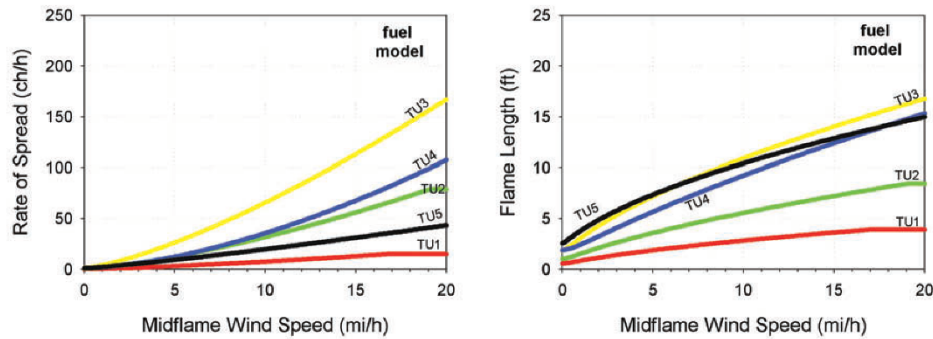 250
200
150
100
50
0
Rate of Spread (ch/h)
fuel
model
TU3
TU4
TU2
TU5
TU1
0 5 10 15 20
Midflame Wind Speed (mi/h)
25
20
15
10
5
0
Flame Length (ft)
fuel
model
TU3
TU5
TU4
TU2
TU1
0 5 10 15 20
Midflame Wind Speed (mi/h)